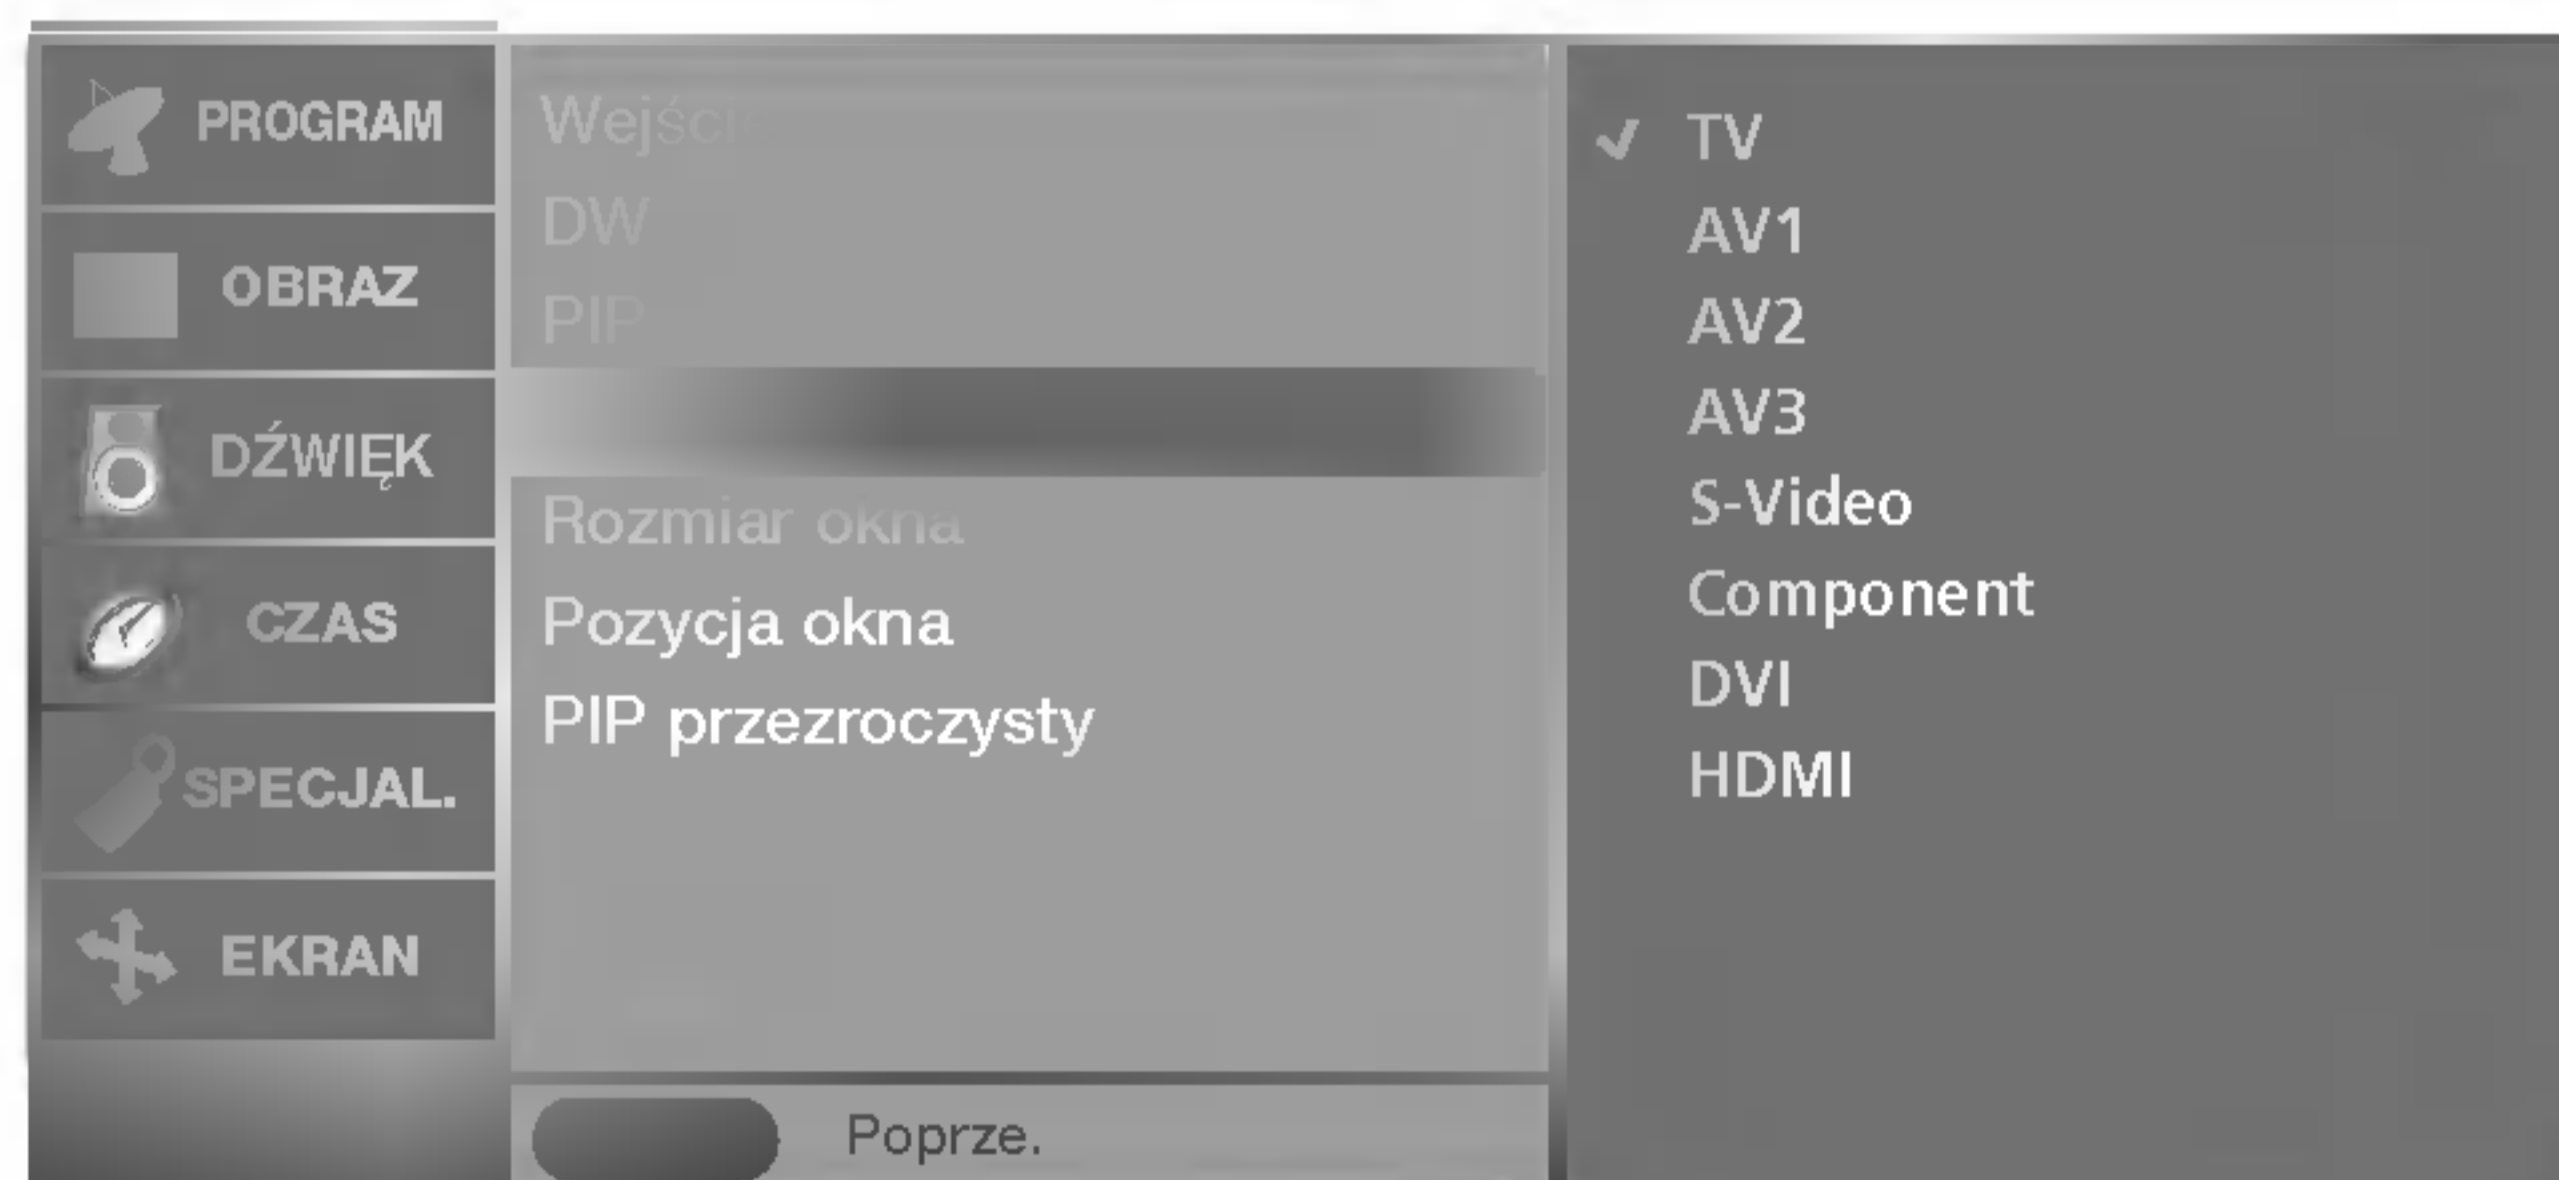 PROGRAM
OBRAZ
DŹWIĘK
CZAS
SPECJAL.
EKRAN
Wejście
DW
PIP
Rozmiar okna
Pozycja okna
PIP przezroczysty
Poprze.
TV
AV1
AV2
AV3
S-Video
Component
DVI
HDMI